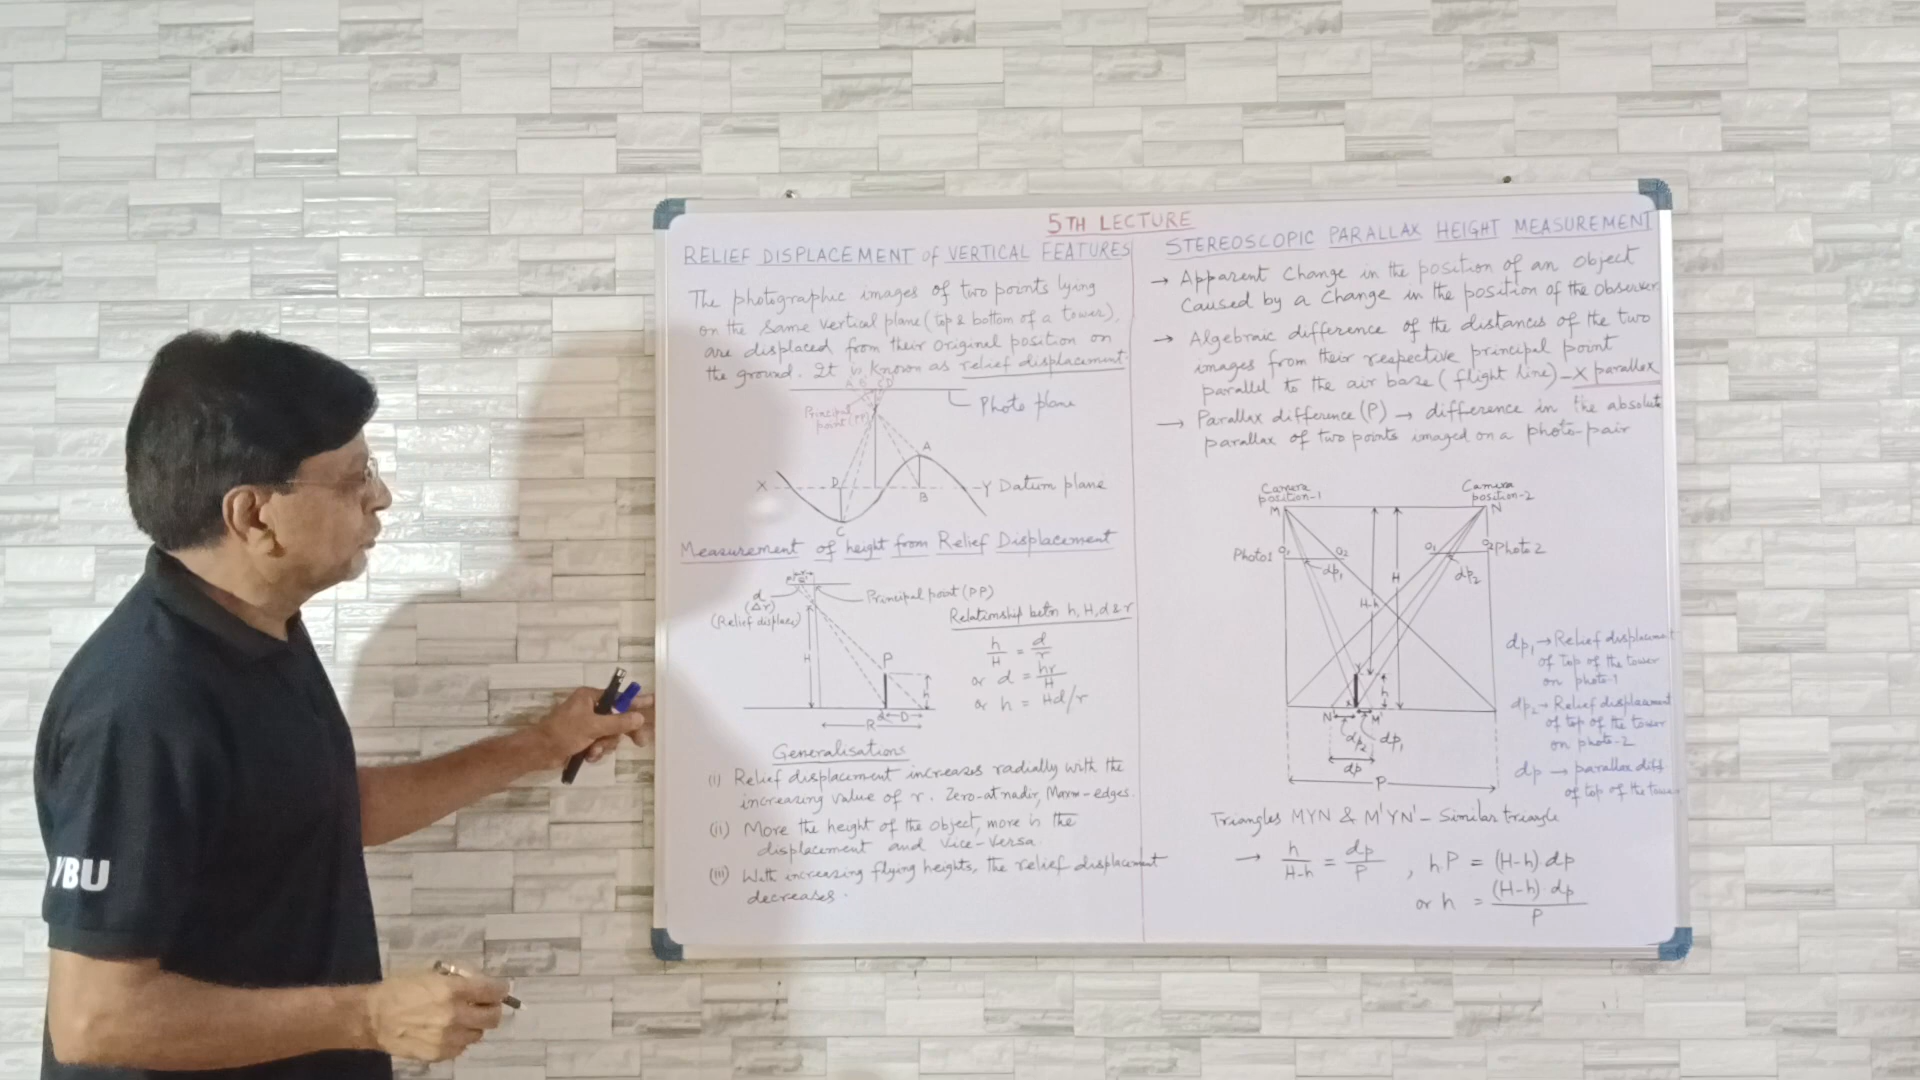 5TH LECTURE
RELIEF DISPLACEMENT of VERTICAL FEATURES
The photographic images of two points lying
on the same vertical plane (top & bottom of a tower),
are displaced from their original position on
the ground. It is known as relief displacement.
Principal
point (PP)
Photo plane
A
X
D
B
Y Datum plane
C
Measurement of height from Relief Displacement
d
(Δr)
(Relief displace)
Principal point (PP)
H
P
h
D
R
Relationship betn h, H, d & r
h/H = d/r
or d = hr/H
or h = Hd/r
Generalisations
(i) Relief displacement increases radially with the
increasing value of r. Zero-at nadir, Maxm-edges.
(ii) More the height of the object, more is the
displacement and Vice-Versa.
(iii) With increasing flying heights, the relief displacement
decreases.
STEREOSCOPIC PARALLAX HEIGHT MEASUREMENT
→ Apparent Change in the position of an object
Caused by a Change in the position of the observer
→ Algebraic difference of the distances of the two
images from their respective principal point
parallel to the air base (flight line) - X parallax
→ Parallax difference (P) → difference in the absolute
parallax of two points imaged on a photo-pair
Camera
position-1
M
Camera
position-2
N
Photo1
O1
O2
dp1
O1
O2
Photo 2
dp2
H-h
H
Y
h
X
N'
M'
dp2
dp1
dp
P
dp1 → Relief displacement
of top of the tower
on photo-1
dp2 → Relief displacement
of top of the tower
on photo-2
dp → parallax diff
of top of the tower
Triangles MYN & M'YN' - Similar triangle
→ h/H-h = dp/P , hP = (H-h) dp
or h = (H-h) · dp/P
YBU